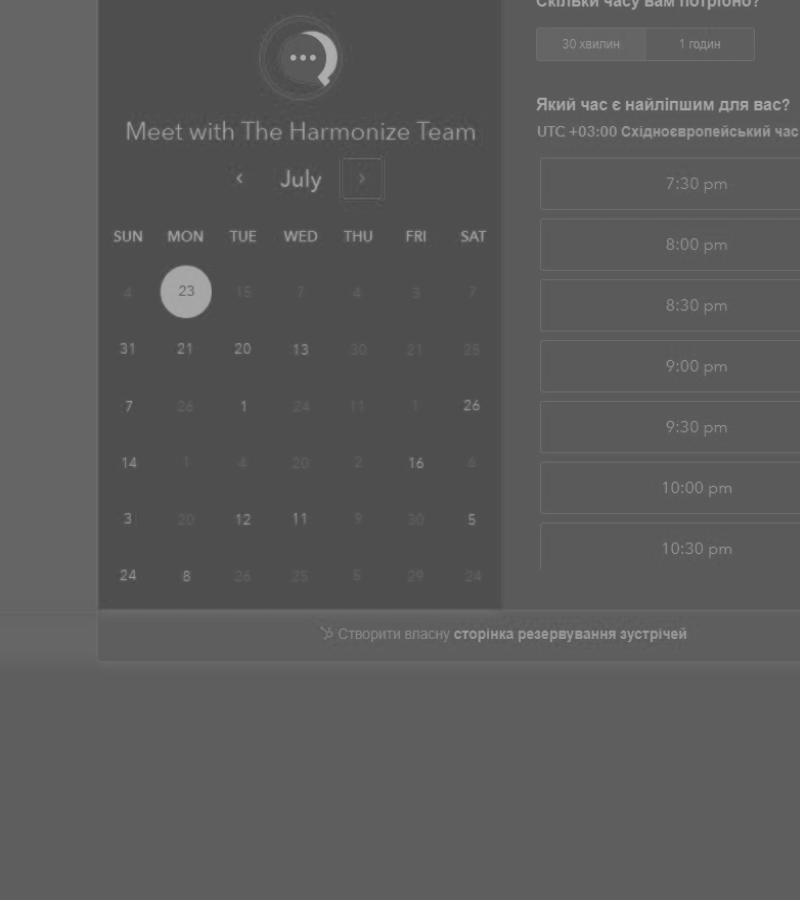 Скільки часу вам потрібно?
30 хвилин 1 годин
Який час є найліпшим для вас?
UTC +03:00 Східноєвропейський час
7:30 pm
8:00 pm
8:30 pm
9:00 pm
9:30 pm
10:00 pm
10:30 pm
Meet with The Harmonize Team
July
SUN MON TUE WED THU FRI SAT
4 23 15 7 4 3 7
31 21 20 13 30 21 25
7 26 1 24 11 1 26
14 1 4 20 2 16 6
3 20 12 11 9 30 5
24 8 26 25 5 29 24
Створити власну сторінка резервування зустрічей